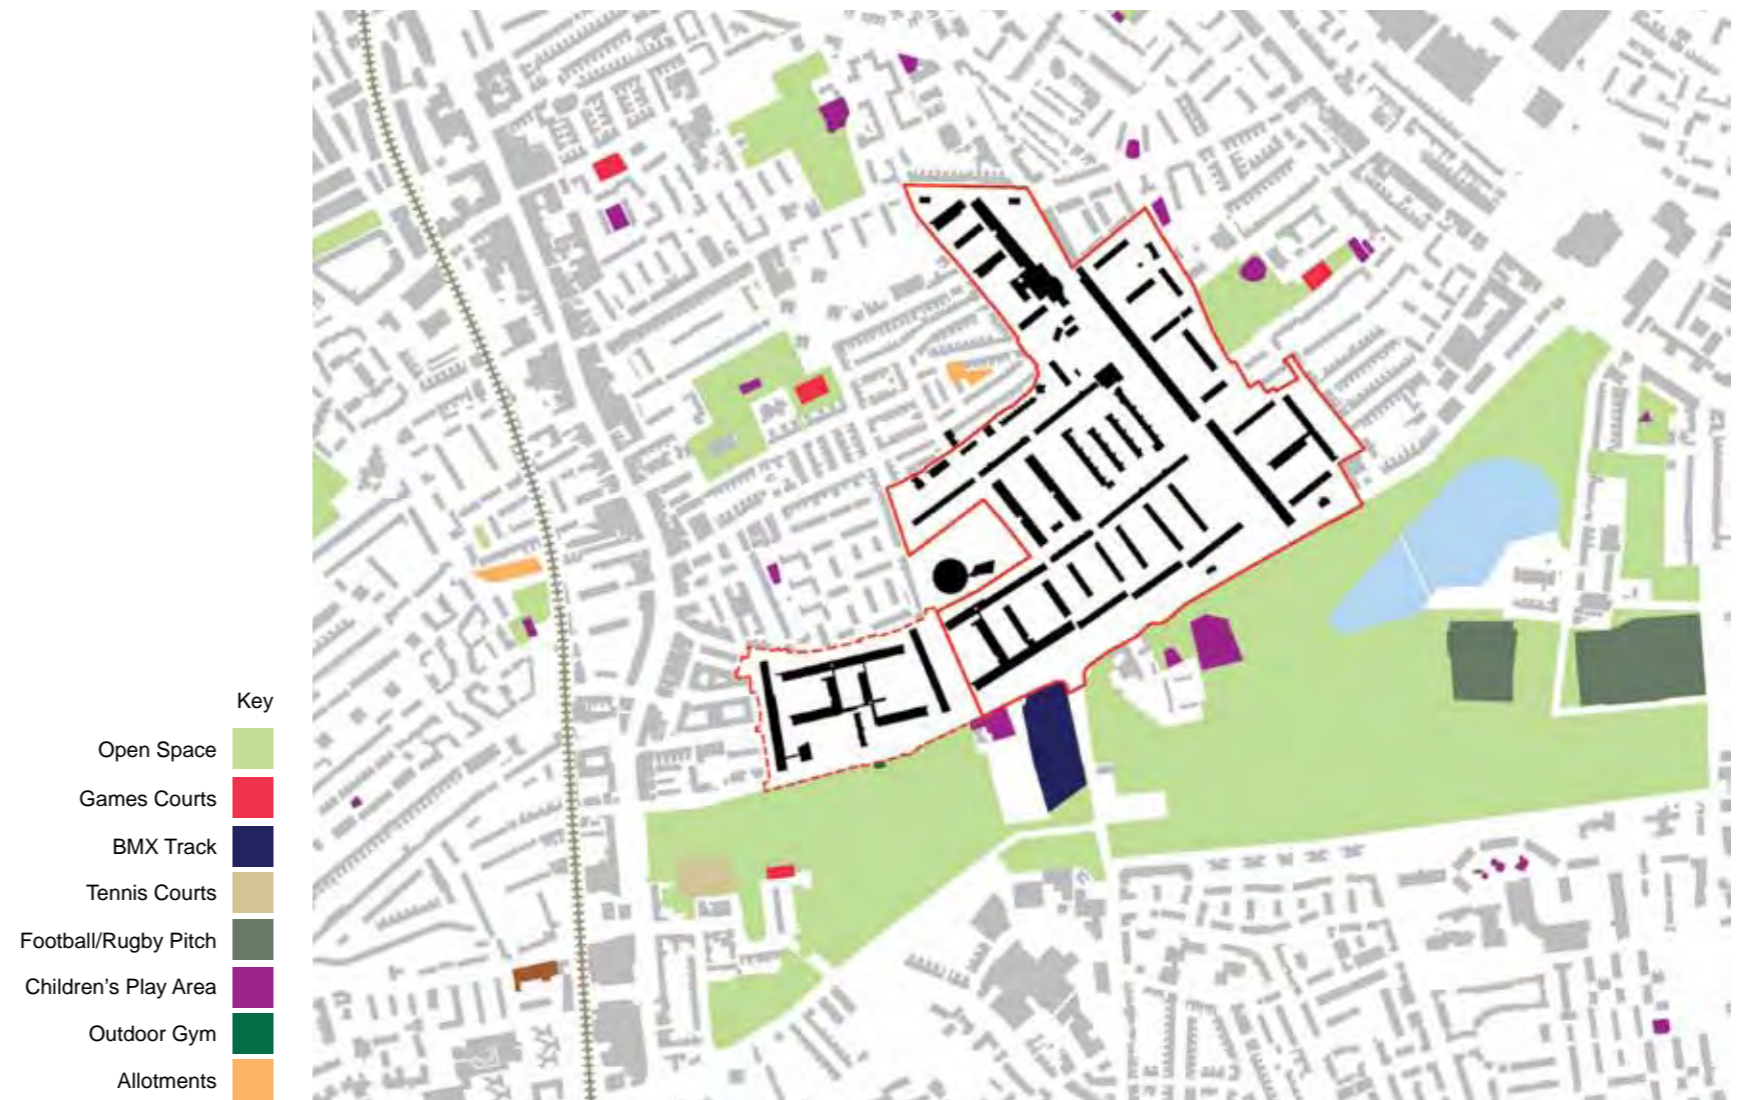 Key
Open Space
Games Courts
BMX Track
Tennis Courts
Football/Rugby Pitch
Children's Play Area
Outdoor Gym
Allotments